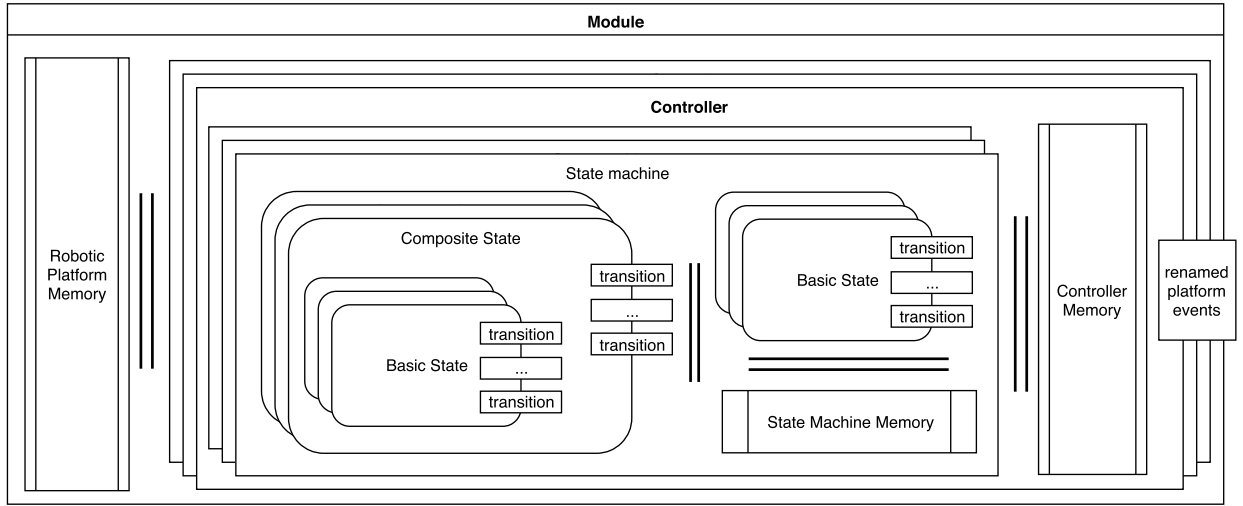 Module
Robotic
Platform
Memory
Controller
State machine
Composite State
transition
...
transition
Basic State
transition
...
transition
Basic State
transition
...
transition
State Machine Memory
Controller
Memory
renamed
platform
events